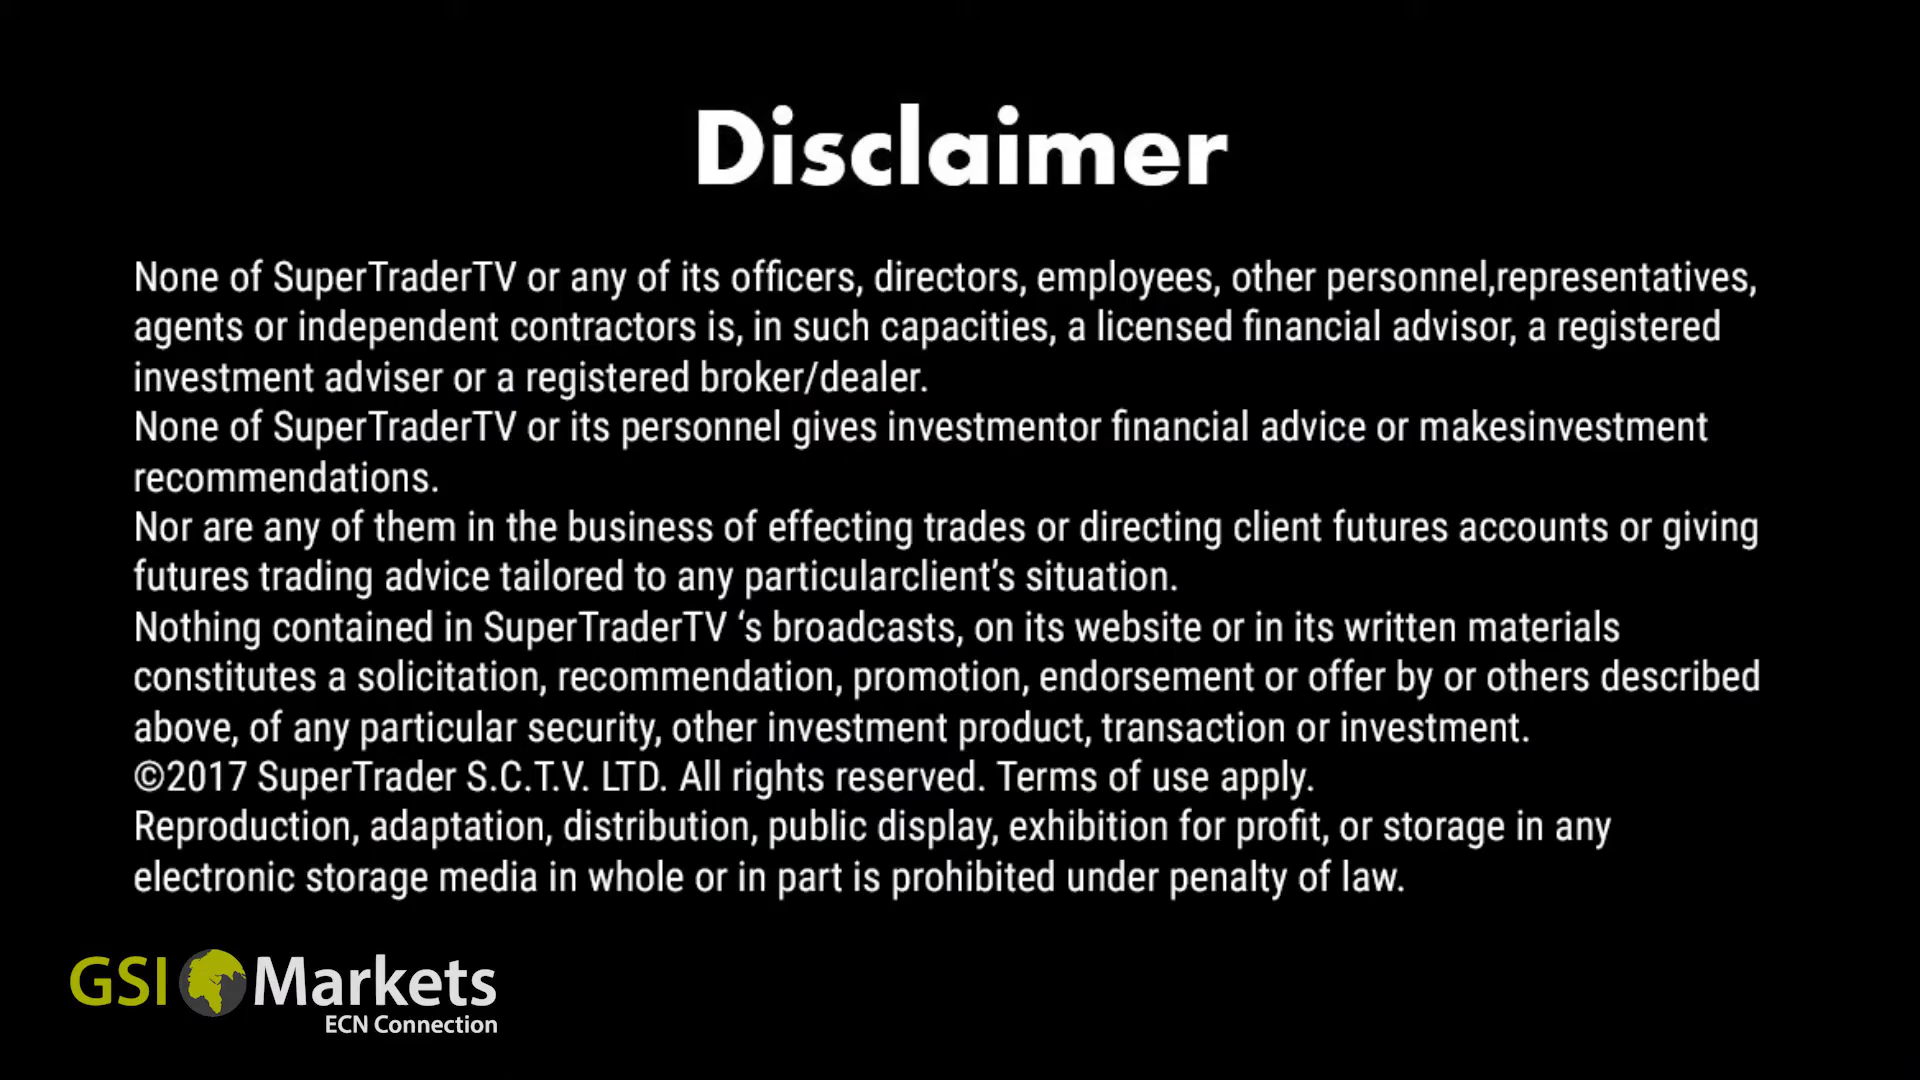 Disclaimer
None of SuperTraderTV or any of its officers, directors, employees, other personnel,representatives,
agents or independent contractors is, in such capacities, a licensed financial advisor, a registered
investment adviser or a registered broker/dealer.
None of SuperTraderTV or its personnel gives investmentor financial advice or makesinvestment
recommendations.
Nor are any of them in the business of effecting trades or directing client futures accounts or giving
futures trading advice tailored to any particularclient’s situation.
Nothing contained in SuperTraderTV ‘s broadcasts, on its website or in its written materials
constitutes a solicitation, recommendation, promotion, endorsement or offer by or others described
above, of any particular security, other investment product, transaction or investment.
©2017 SuperTrader S.C.T.V. LTD. All rights reserved. Terms of use apply.
Reproduction, adaptation, distribution, public display, exhibition for profit, or storage in any
electronic storage media in whole or in part is prohibited under penalty of law.
GSI Markets
ECN Connection